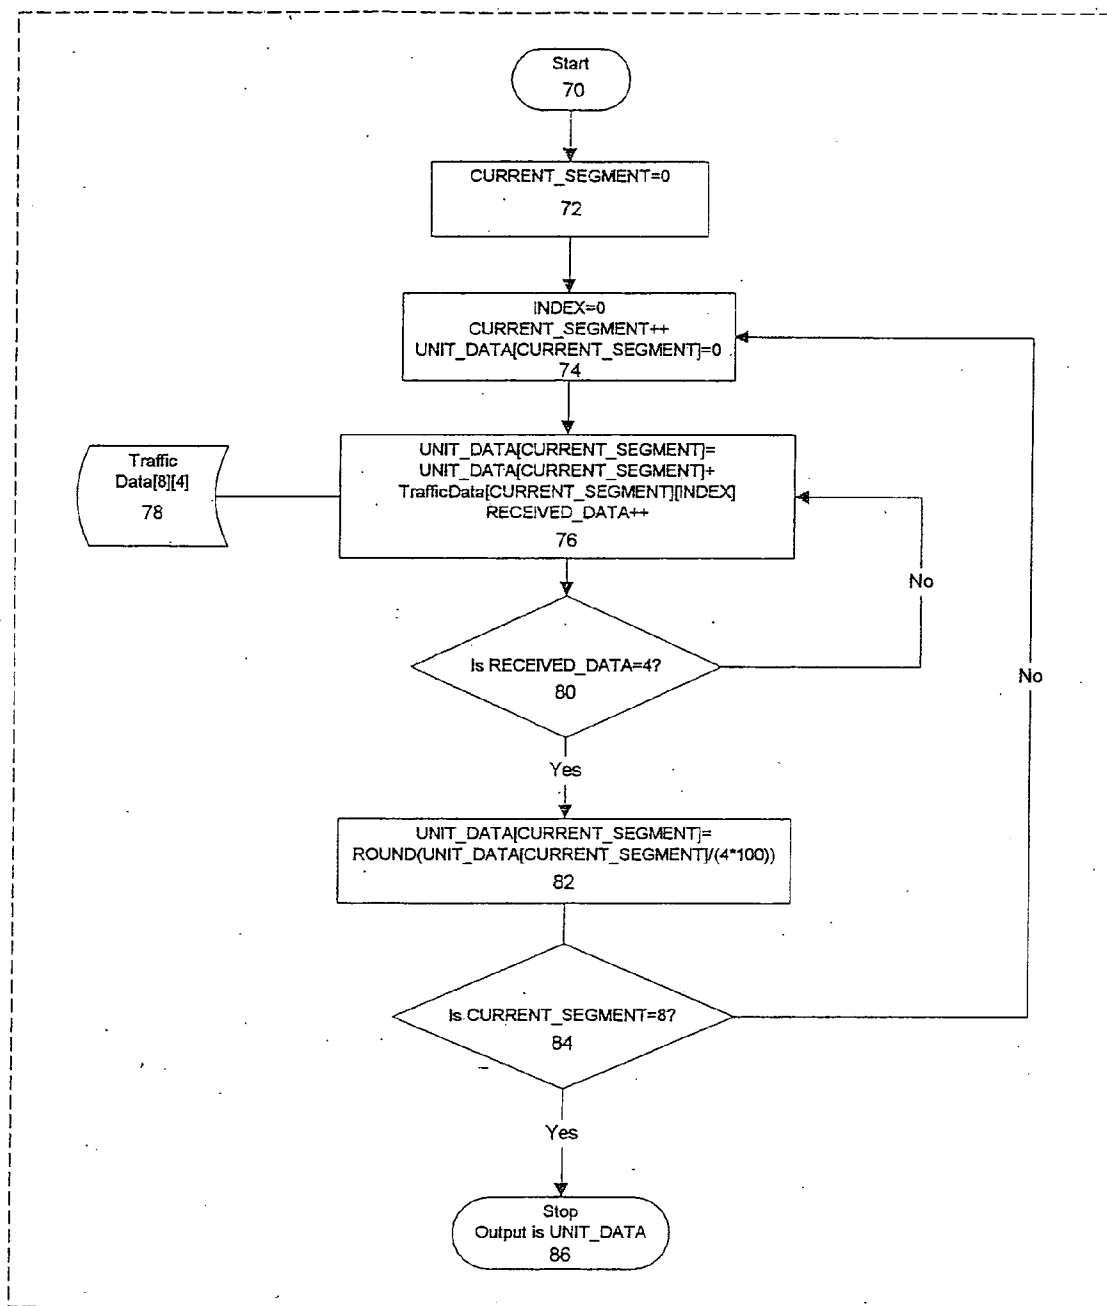 Start
70
CURRENT_SEGMENT=0
72
INDEX=0
CURRENT_SEGMENT++
UNIT_DATA[CURRENT_SEGMENT]=0
74
Traffic
Data[8][4]
78
UNIT_DATA[CURRENT_SEGMENT]=
UNIT_DATA[CURRENT_SEGMENT]+
TrafficData[CURRENT_SEGMENT][INDEX]
RECEIVED_DATA++
76
No
Is RECEIVED_DATA=4?
80
No
Yes
UNIT_DATA[CURRENT_SEGMENT]=
ROUND(UNIT_DATA[CURRENT_SEGMENT]/(4*100))
82
Is CURRENT_SEGMENT=8?
84
Yes
Stop
Output is UNIT_DATA
86